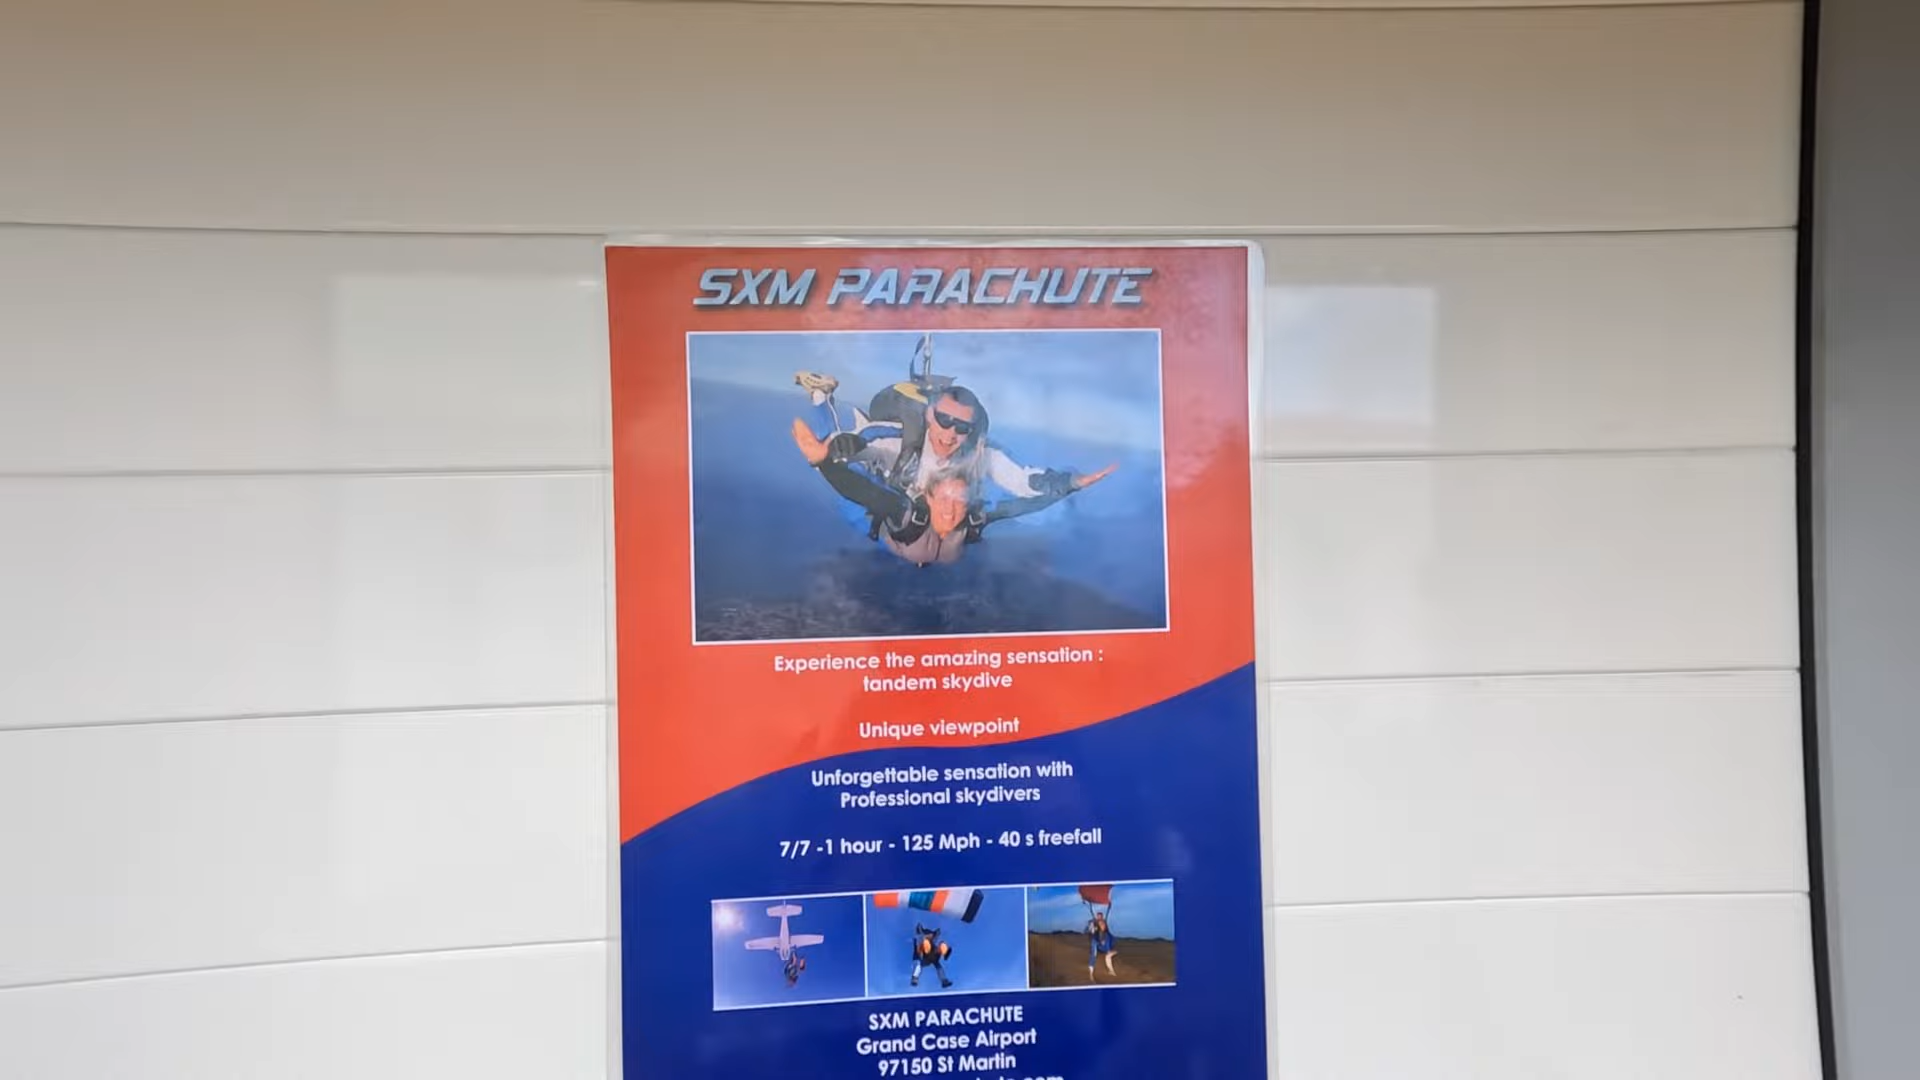 SXM PARACHUTE
Experience the amazing sensation :
tandem skydive
Unique viewpoint
Unforgettable sensation with
Professional skydivers
7/7 -1 hour - 125 Mph - 40 s freefall
SXM PARACHUTE
Grand Case Airport
97150 St Martin